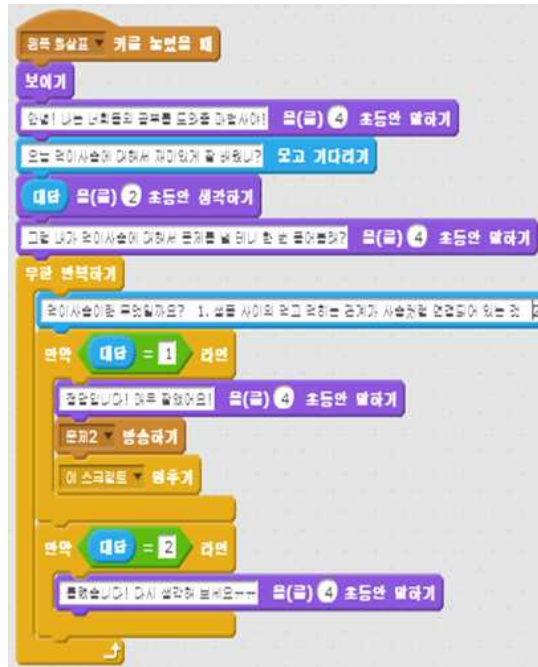 왼쪽 화살표 키를 눌렀을 때
보이기
안녕! 나는 너희들의 공부를 도와줄 마법사야! 을(를) 4 초동안 말하기
오늘 먹이사슬에 대해서 재미있게 잘 배웠니? 묻고 기다리기
대답 을(를) 2 초동안 생각하기
그럼 내가 먹이사슬에 대해서 문제를 낼 테니 한 번 풀어볼래? 을(를) 4 초동안 말하기
무한 반복하기
먹이사슬이란 무엇일까요? 1. 생물 사이의 먹고 먹히는 관계가 사슬처럼 연결되어 있는 것
만약 대답 = 1 라면
정답입니다! 매우 잘했어요! 을(를) 4 초동안 말하기
문제2 방송하기
이 스크립트 멈추기
만약 대답 = 2 라면
틀렸습니다! 다시 생각해 보세요ㅠㅠ 을(를) 4 초동안 말하기